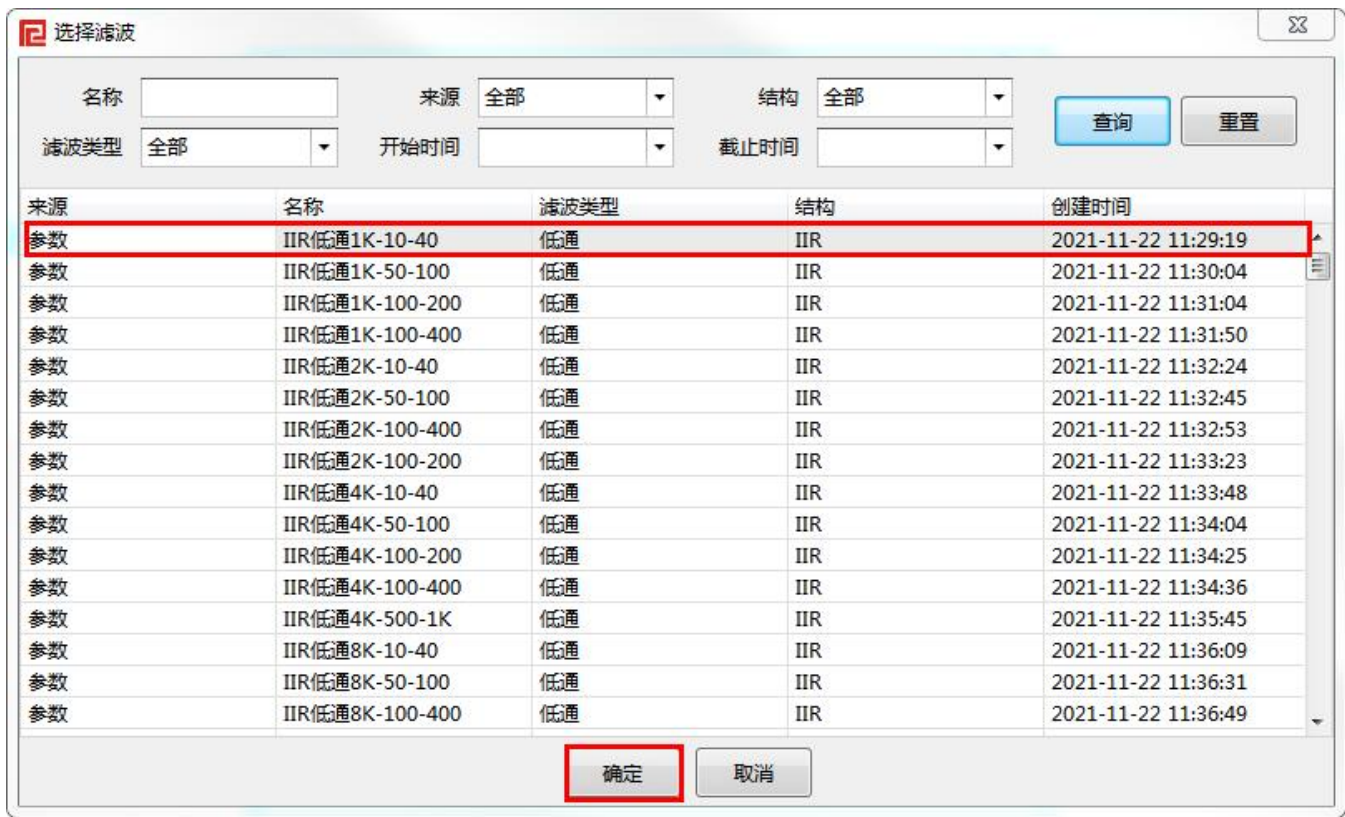 选择滤波
名称 来源 全部 结构 全部 查询 重置
滤波类型 全部 开始时间 截止时间
来源 名称 滤波类型 结构 创建时间
参数 IIR低通1K-10-40 低通 IIR 2021-11-22 11:29:19
参数 IIR低通1K-50-100 低通 IIR 2021-11-22 11:30:04
参数 IIR低通1K-100-200 低通 IIR 2021-11-22 11:31:04
参数 IIR低通1K-100-400 低通 IIR 2021-11-22 11:31:50
参数 IIR低通2K-10-40 低通 IIR 2021-11-22 11:32:24
参数 IIR低通2K-50-100 低通 IIR 2021-11-22 11:32:45
参数 IIR低通2K-100-400 低通 IIR 2021-11-22 11:32:53
参数 IIR低通2K-100-200 低通 IIR 2021-11-22 11:33:23
参数 IIR低通4K-10-40 低通 IIR 2021-11-22 11:33:48
参数 IIR低通4K-50-100 低通 IIR 2021-11-22 11:34:04
参数 IIR低通4K-100-200 低通 IIR 2021-11-22 11:34:25
参数 IIR低通4K-100-400 低通 IIR 2021-11-22 11:34:36
参数 IIR低通4K-500-1K 低通 IIR 2021-11-22 11:35:45
参数 IIR低通8K-10-40 低通 IIR 2021-11-22 11:36:09
参数 IIR低通8K-50-100 低通 IIR 2021-11-22 11:36:31
参数 IIR低通8K-100-400 低通 IIR 2021-11-22 11:36:49
确定 取消